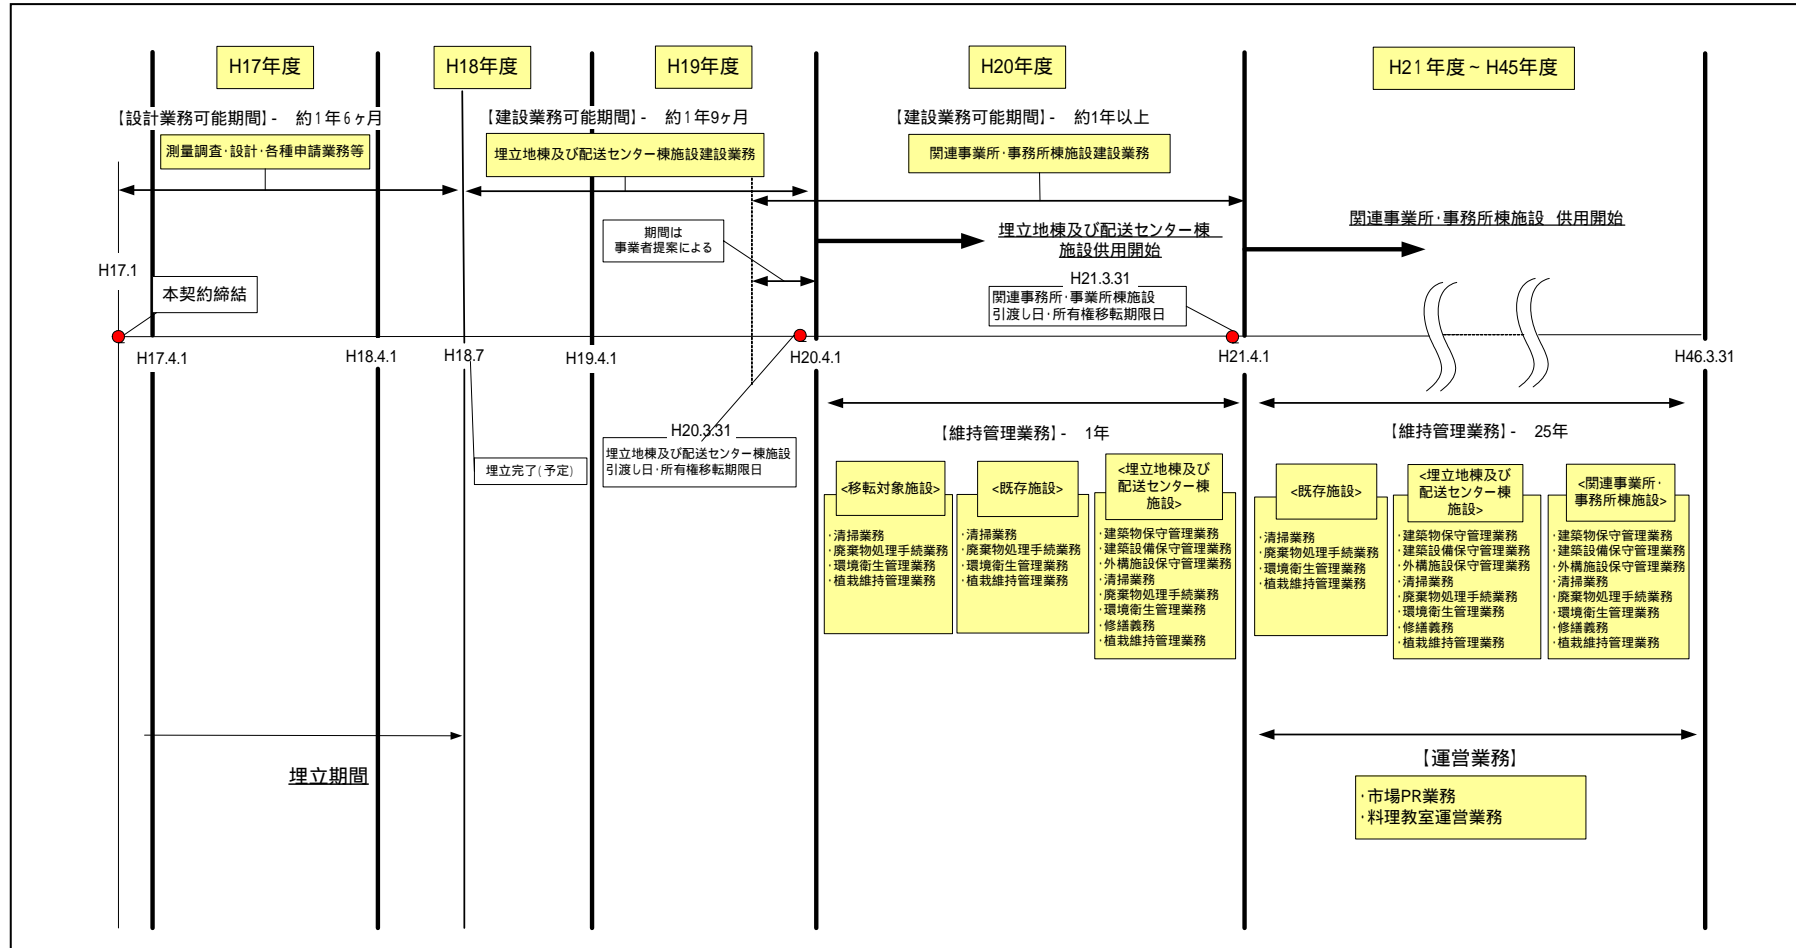 H17年度
H18年度
H19年度
H20年度
H21年度～H45年度
【設計業務可能期間】- 約1年6ヶ月
【建設業務可能期間】- 約1年9ヶ月
【建設業務可能期間】- 約1年以上
測量調査・設計・各種申請業務等
埋立地棟及び配送センター棟施設建設業務
関連事業所・事務所棟施設建設業務
期間は
事業者提案による
埋立地棟及び配送センター棟
施設供用開始
関連事業所・事務所棟施設 供用開始
H17.1
本契約締結
H21.3.31
関連事務所・事業所棟施設
引渡し日・所有権移転期限日
H17.4.1
H18.4.1
H18.7
H19.4.1
H20.4.1
H21.4.1
H46.3.31
H20.3.31
埋立地棟及び配送センター棟施設
引渡し日・所有権移転期限日
埋立完了(予定)
【維持管理業務】- 1年
【維持管理業務】- 25年
<移転対象施設>
・清掃業務
・廃棄物処理手続業務
・環境衛生管理業務
・植栽維持管理業務
<既存施設>
・清掃業務
・廃棄物処理手続業務
・環境衛生管理業務
・植栽維持管理業務
<埋立地棟及び
配送センター棟
施設>
・建築物保守管理業務
・建築設備保守管理業務
・外構施設保守管理業務
・清掃業務
・廃棄物処理手続業務
・環境衛生管理業務
・修繕義務
・植栽維持管理業務
<既存施設>
・清掃業務
・廃棄物処理手続業務
・環境衛生管理業務
・植栽維持管理業務
<埋立地棟及び
配送センター棟
施設>
・建築物保守管理業務
・建築設備保守管理業務
・外構施設保守管理業務
・清掃業務
・廃棄物処理手続業務
・環境衛生管理業務
・修繕義務
・植栽維持管理業務
<関連事業所・
事務所棟施設>
・建築物保守管理業務
・建築設備保守管理業務
・外構施設保守管理業務
・清掃業務
・廃棄物処理手続業務
・環境衛生管理業務
・修繕義務
・植栽維持管理業務
埋立期間
【運営業務】
・市場PR業務
・料理教室運営業務